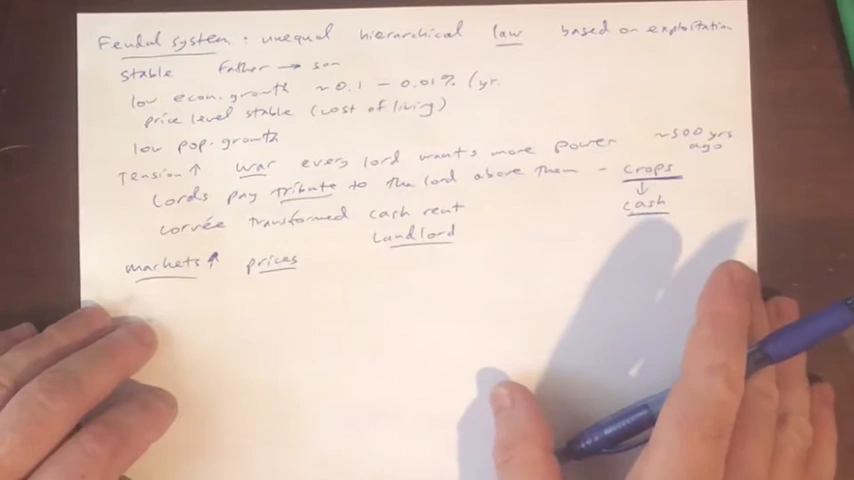 Feudal system: unequal hierarchical law based on exploitation
stable Father → son
low econ. growth ~0.1 - 0.01% (yr.
price level stable (cost of living)
low pop. growth
Tension ↑ war every lord wants more power ~500 yrs ago
Lords pay tribute to the lord above them - crops
↓
corvée transformed cash rent cash
Landlord
markets ↑ prices